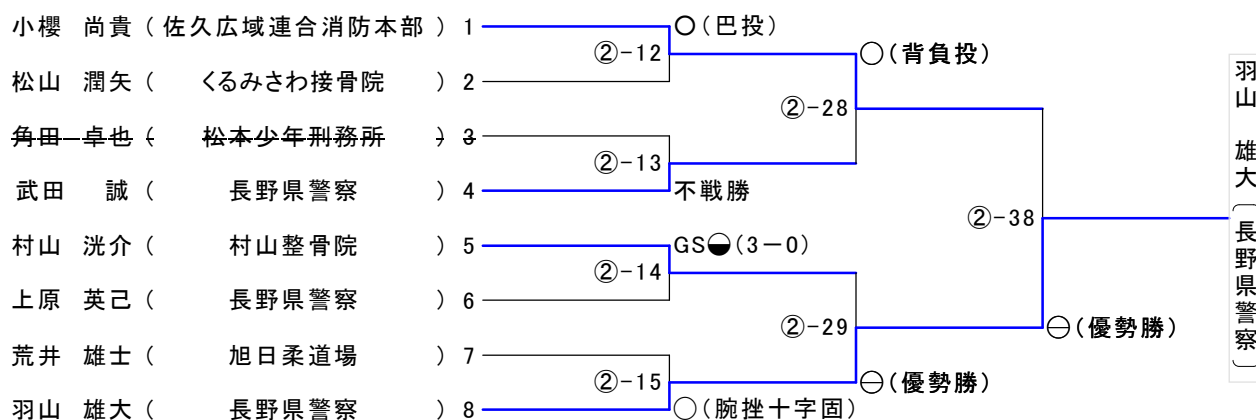 小櫻 尚貴 (佐久広域連合消防本部) 1
○(巴投)
②-12
○(背負投)
松山 潤矢 ( くるみさわ接骨院 ) 2
②-28
角田 卓也 ( 松本少年刑務所 ) 3
②-13
武田 誠 ( 長野県警察 ) 4
不戦勝
②-38
村山 洸介 ( 村山整骨院 ) 5
GS◒(3-0)
②-14
上原 英己 ( 長野県警察 ) 6
②-29
⊖(優勢勝)
荒井 雄士 ( 旭日柔道場 ) 7
②-15
⊖(優勢勝)
羽山 雄大 ( 長野県警察 ) 8
○(腕挫十字固)
羽山 雄大(長野県警察)